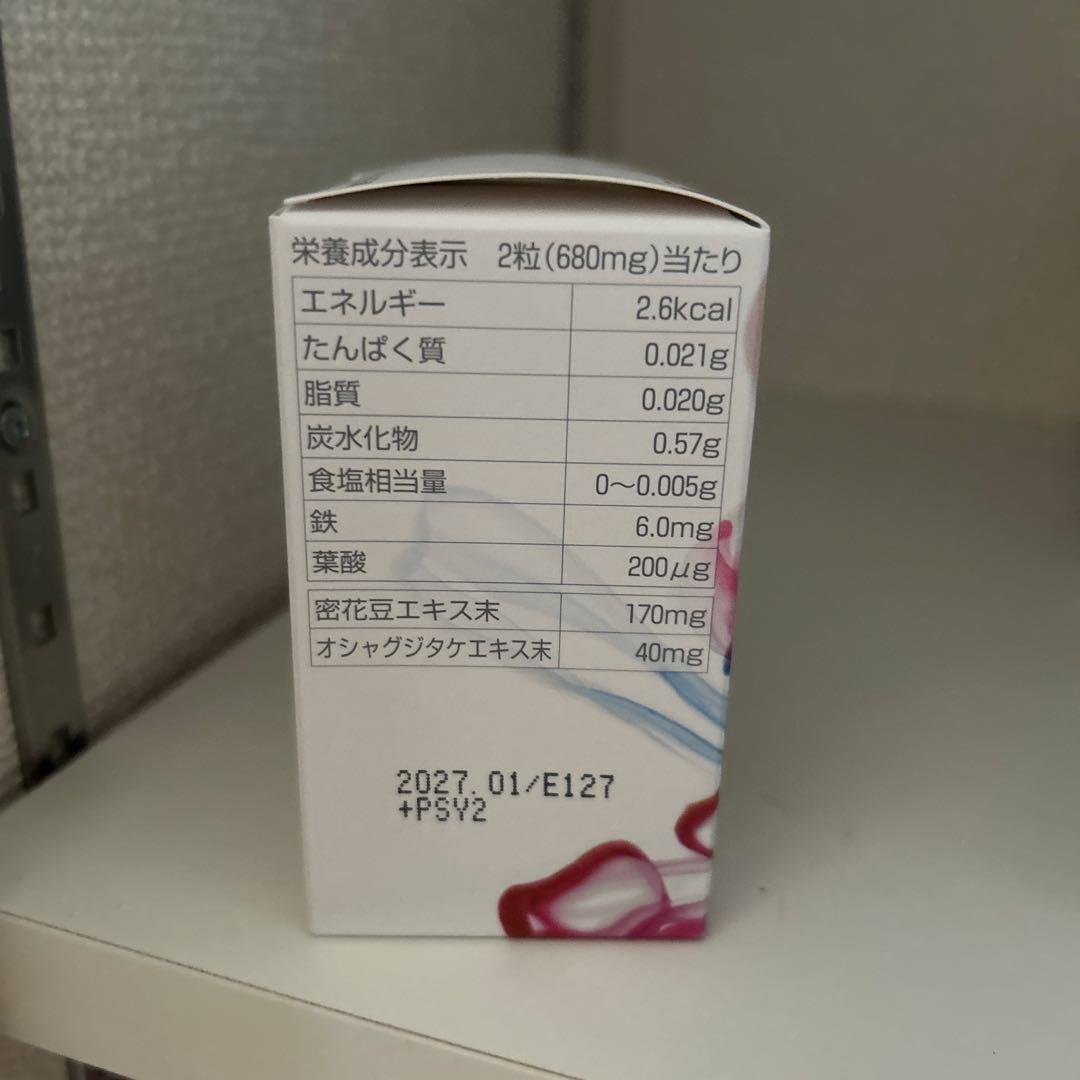 栄養成分表示 2粒(680mg)当たり
エネルギー 2.6kcal
たんぱく質 0.021g
脂質 0.020g
炭水化物 0.57g
食塩相当量 0〜0.005g
鉄 6.0mg
葉酸 200μg
密花豆エキス末 170mg
オシャグジタケエキス末 40mg
2027.01/E127
+PSY2